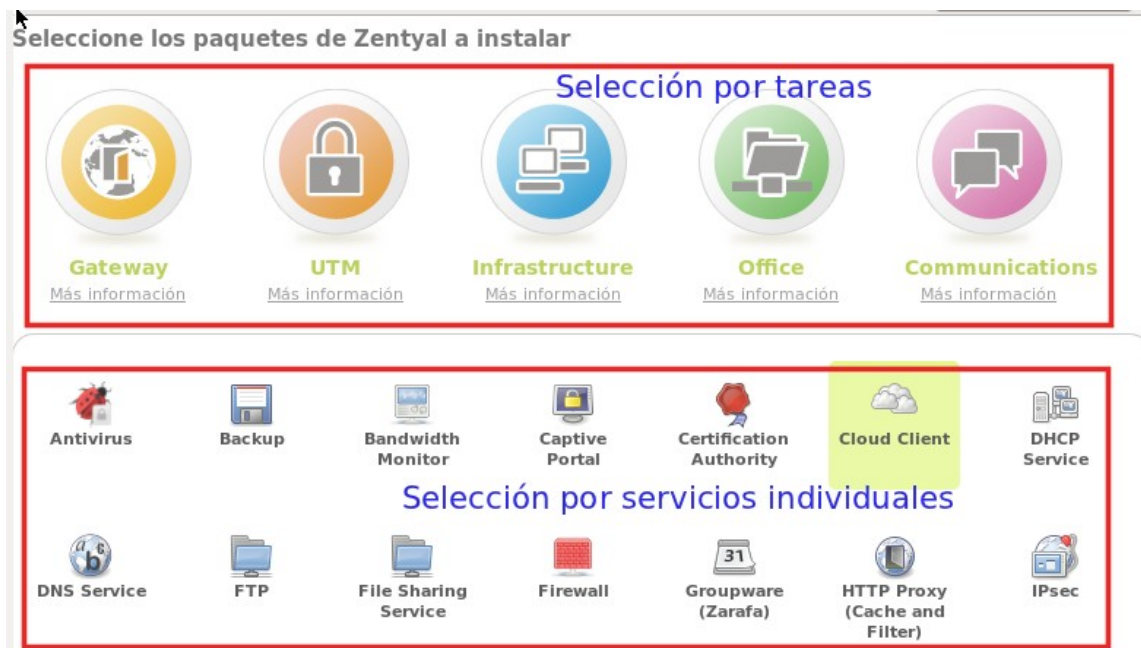 Seleccione los paquetes de Zentyal a instalar
Selección por tareas
Gateway
UTM
Infrastructure
Office
Communications
Más información
Más información
Más información
Más información
Más información
Antivirus
Backup
Bandwidth
Monitor
Captive
Portal
Certification
Authority
Cloud Client
DHCP
Service
Selección por servicios individuales
DNS Service
FTP
File Sharing
Service
Firewall
31
Groupware
(Zarafa)
HTTP Proxy
(Cache and
Filter)
IPsec